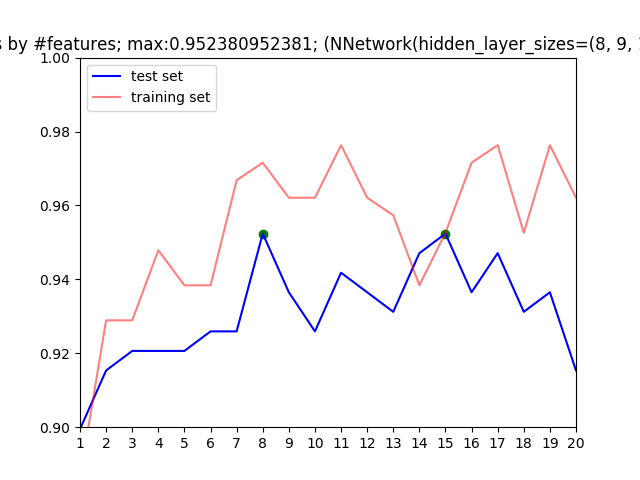 by #features; max:0.952380952381; (NNetwork(hidden_layer_sizes=(8, 9,
1.00
test set
training set
0.98
0.96
0.94
0.92
0.90
1 2 3 4 5 6 7 8 9 10 11 12 13 14 15 16 17 18 19 20